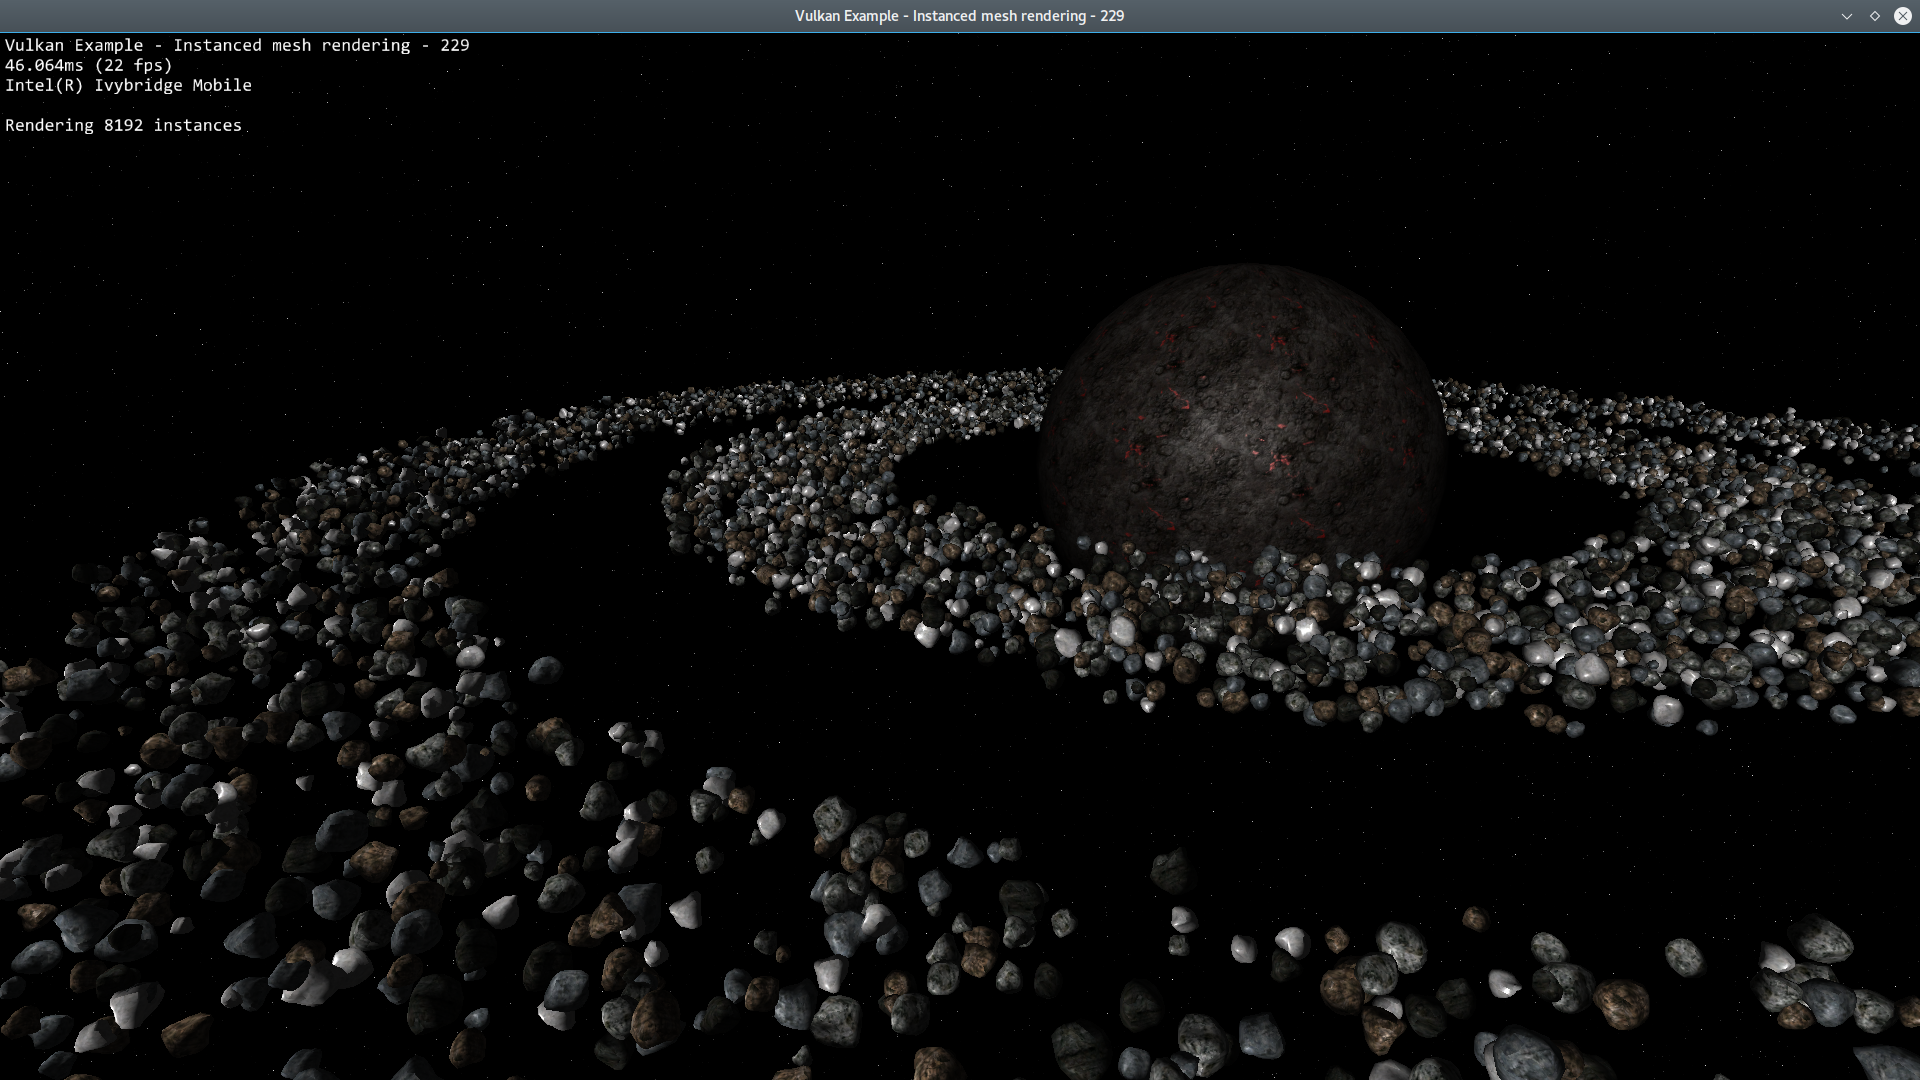 Vulkan Example - Instanced mesh rendering - 229
Vulkan Example - Instanced mesh rendering - 229
46.064ms (22 fps)
Intel(R) Ivybridge Mobile
Rendering 8192 instances